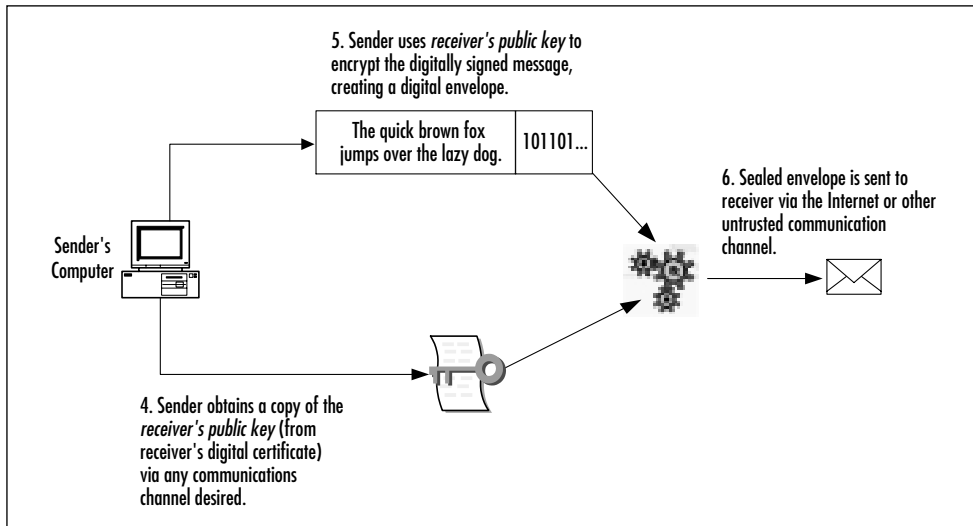 5. Sender uses receiver's public key to
encrypt the digitally signed message,
creating a digital envelope.
The quick brown fox
jumps over the lazy dog.
101101...
6. Sealed envelope is sent to
receiver via the Internet or other
untrusted communication
channel.
Sender's
Computer
4. Sender obtains a copy of the
receiver's public key (from
receiver's digital certificate)
via any communications
channel desired.